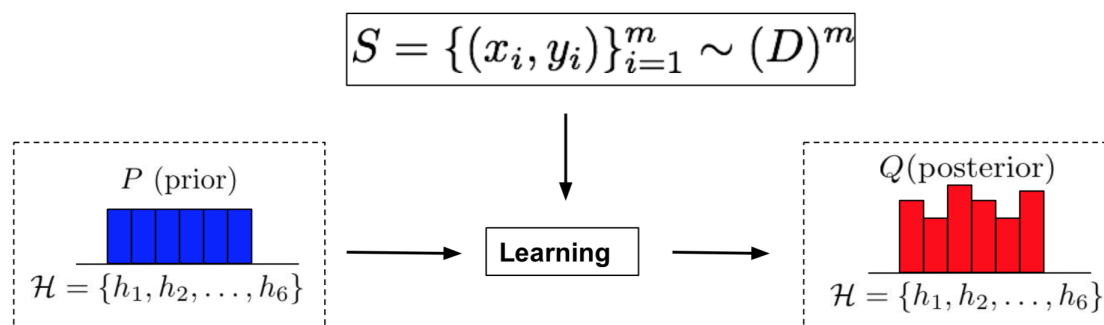 S = {(x_i, y_i)}_{i=1}^m ∼ (D)^m
P (prior)
ℋ = {h_1, h_2, . . . , h_6}
Learning
Q(posterior)
ℋ = {h_1, h_2, . . . , h_6}